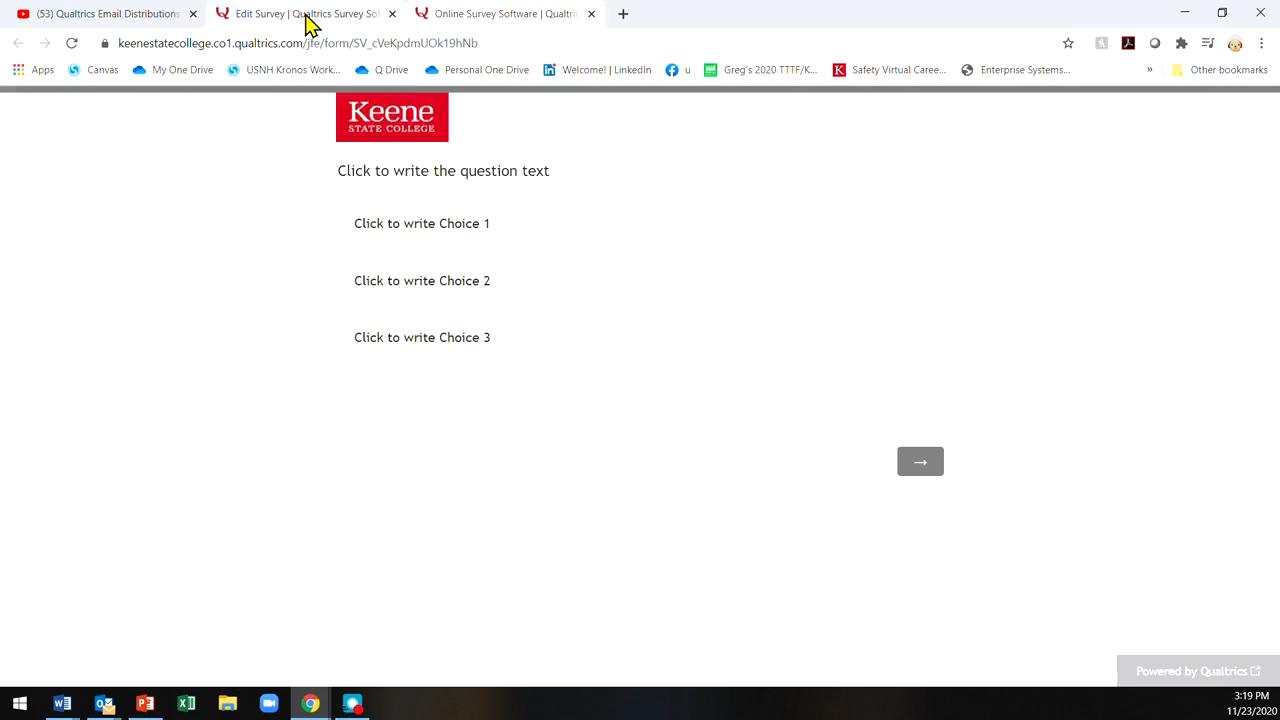 (53) Qualtrics Email Distributions
Edit Survey | Qualtrics Survey Sof
Online Survey Software | Qualtri
keenestatecollege.co1.qualtrics.com/jfe/form/SV_cVeKpdmUOk19hNb
Apps
Canvas
My One Drive
USNH Kronos Work...
Q Drive
Personal One Drive
Welcome! | LinkedIn
u
Greg's 2020 TTTF/K...
Safety Virtual Caree...
Enterprise Systems...
»
Other bookmarks
Keene
STATE COLLEGE
Click to write the question text
Click to write Choice 1
Click to write Choice 2
Click to write Choice 3
→
Powered by Qualtrics
3:19 PM
11/23/2020